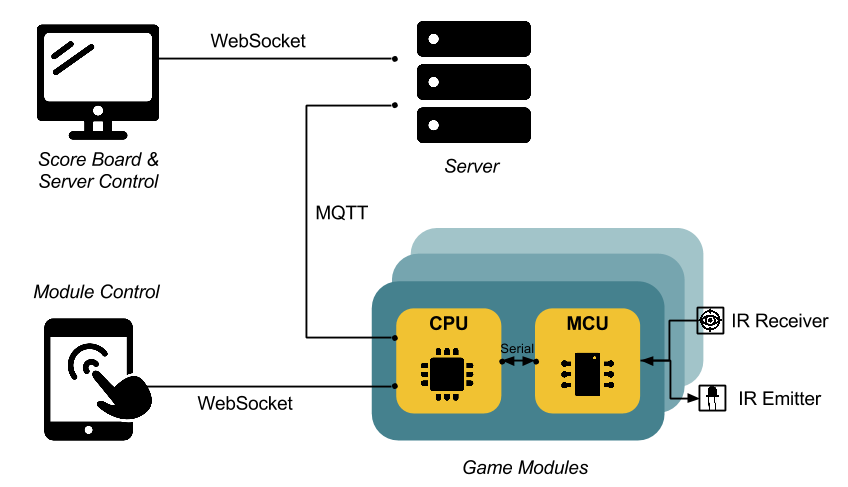 WebSocket
Score Board &
Server Control
Server
MQTT
Module Control
CPU
MCU
Serial
IR Receiver
WebSocket
IR Emitter
Game Modules